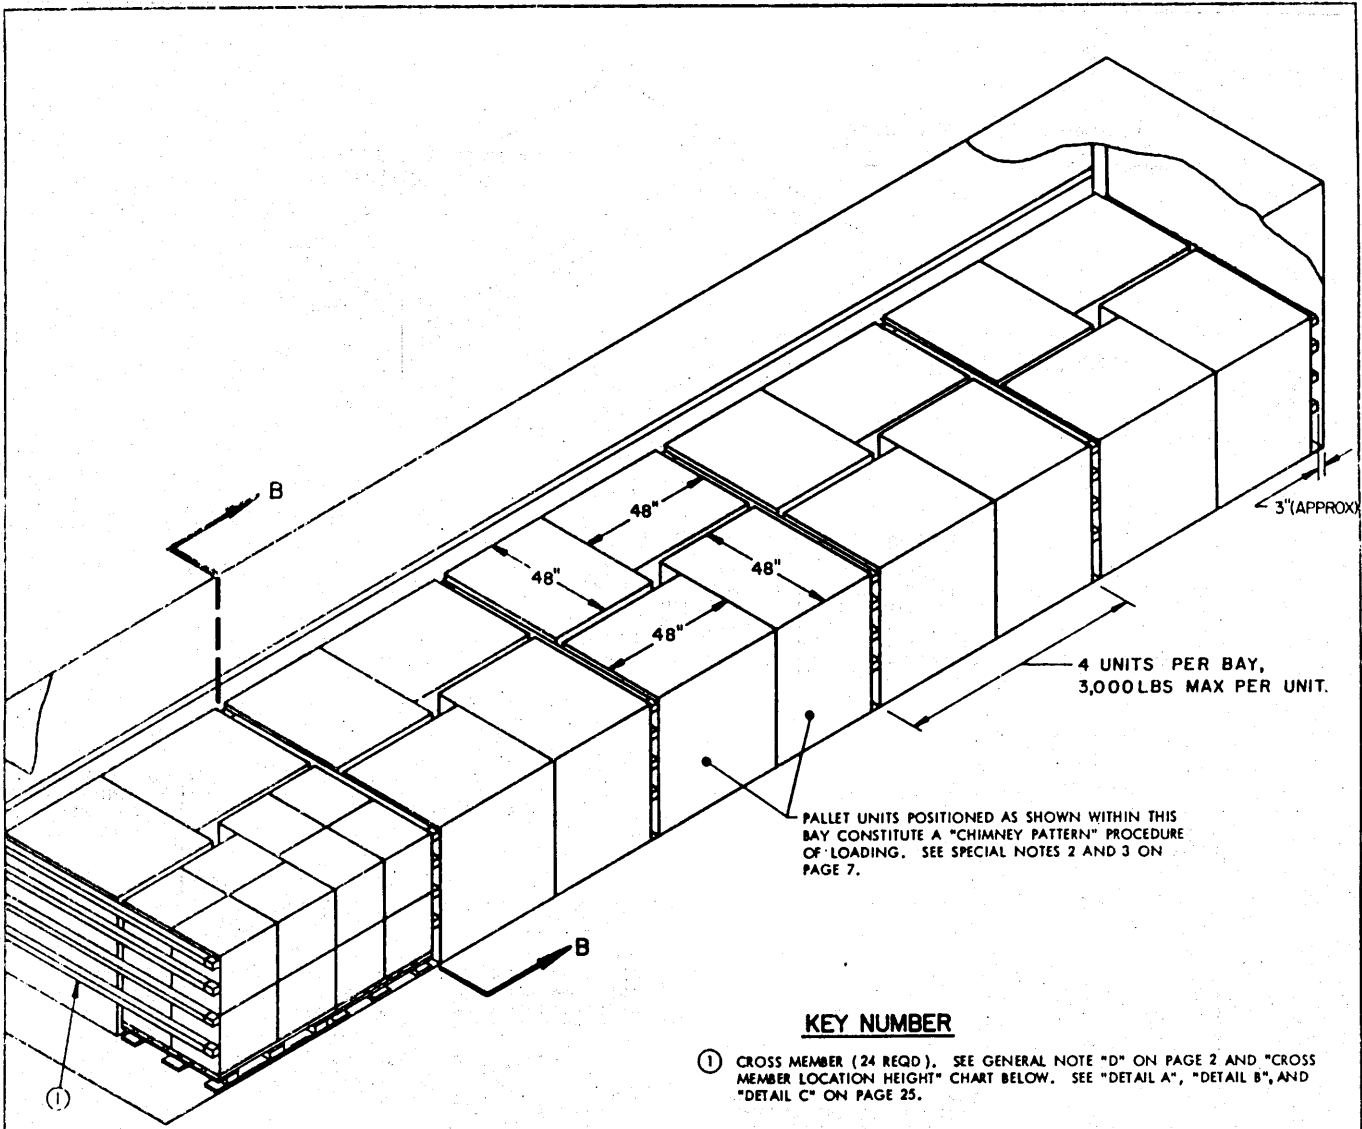 B
48"
48"
48"
48"
3"(APPROX)
4 UNITS PER BAY,
3,000LBS MAX PER UNIT.
PALLET UNITS POSITIONED AS SHOWN WITHIN THIS
BAY CONSTITUTE A "CHIMNEY PATTERN" PROCEDURE
OF LOADING. SEE SPECIAL NOTES 2 AND 3 ON
PAGE 7.
B
KEY NUMBER
① CROSS MEMBER (24 REQD). SEE GENERAL NOTE "D" ON PAGE 2 AND "CROSS
MEMBER LOCATION HEIGHT" CHART BELOW. SEE "DETAIL A", "DETAIL B", AND
"DETAIL C" ON PAGE 25.
①